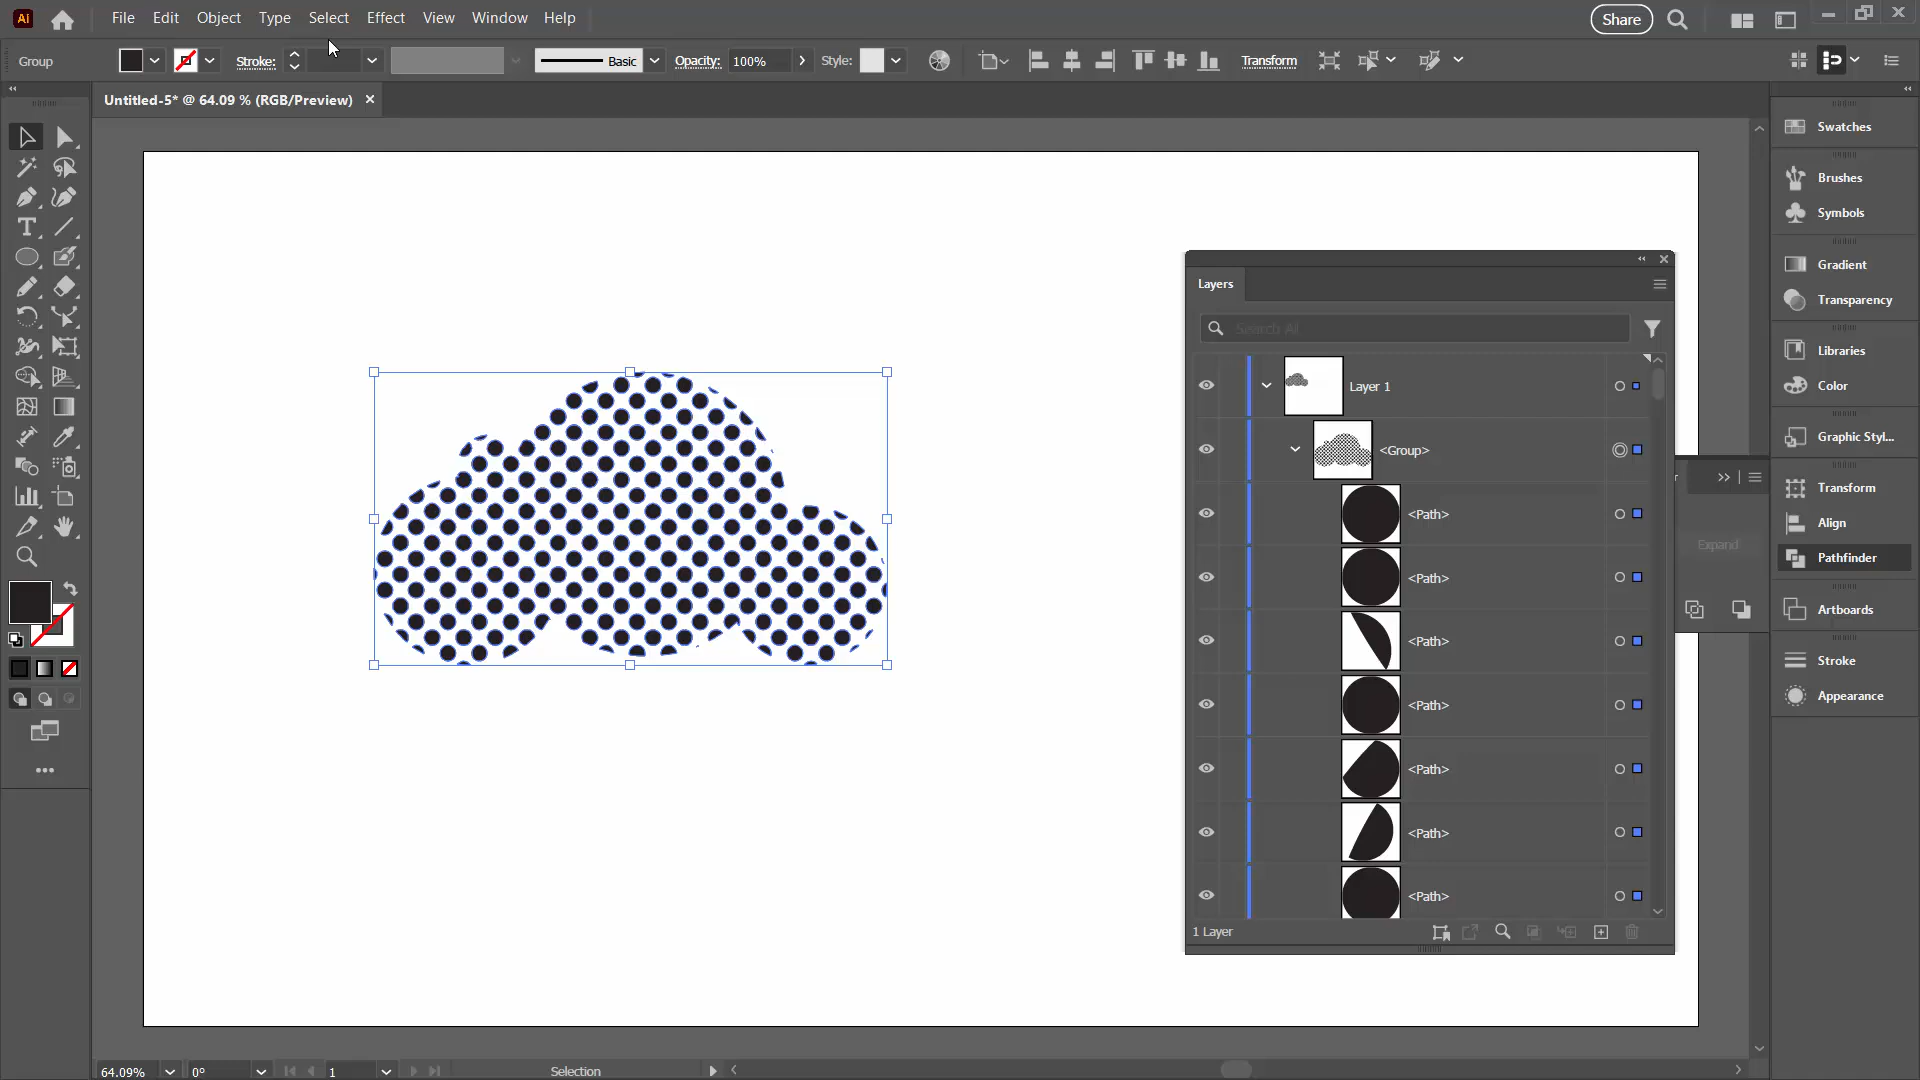 Ai File Edit Object Type Select Effect View Window Help Share
Group Stroke: Basic Opacity: 100% Style: Transform
Untitled-5* @ 64.09 % (RGB/Preview)
Swatches
Brushes
Symbols
Gradient
Transparency
Libraries
Color
Graphic Styl...
Transform
Align
Pathfinder
Artboards
Stroke
Appearance
Expand
Layers
Search All
Layer 1
<Group>
<Path>
<Path>
<Path>
<Path>
<Path>
<Path>
<Path>
1 Layer
64.09% 0° 1 Selection